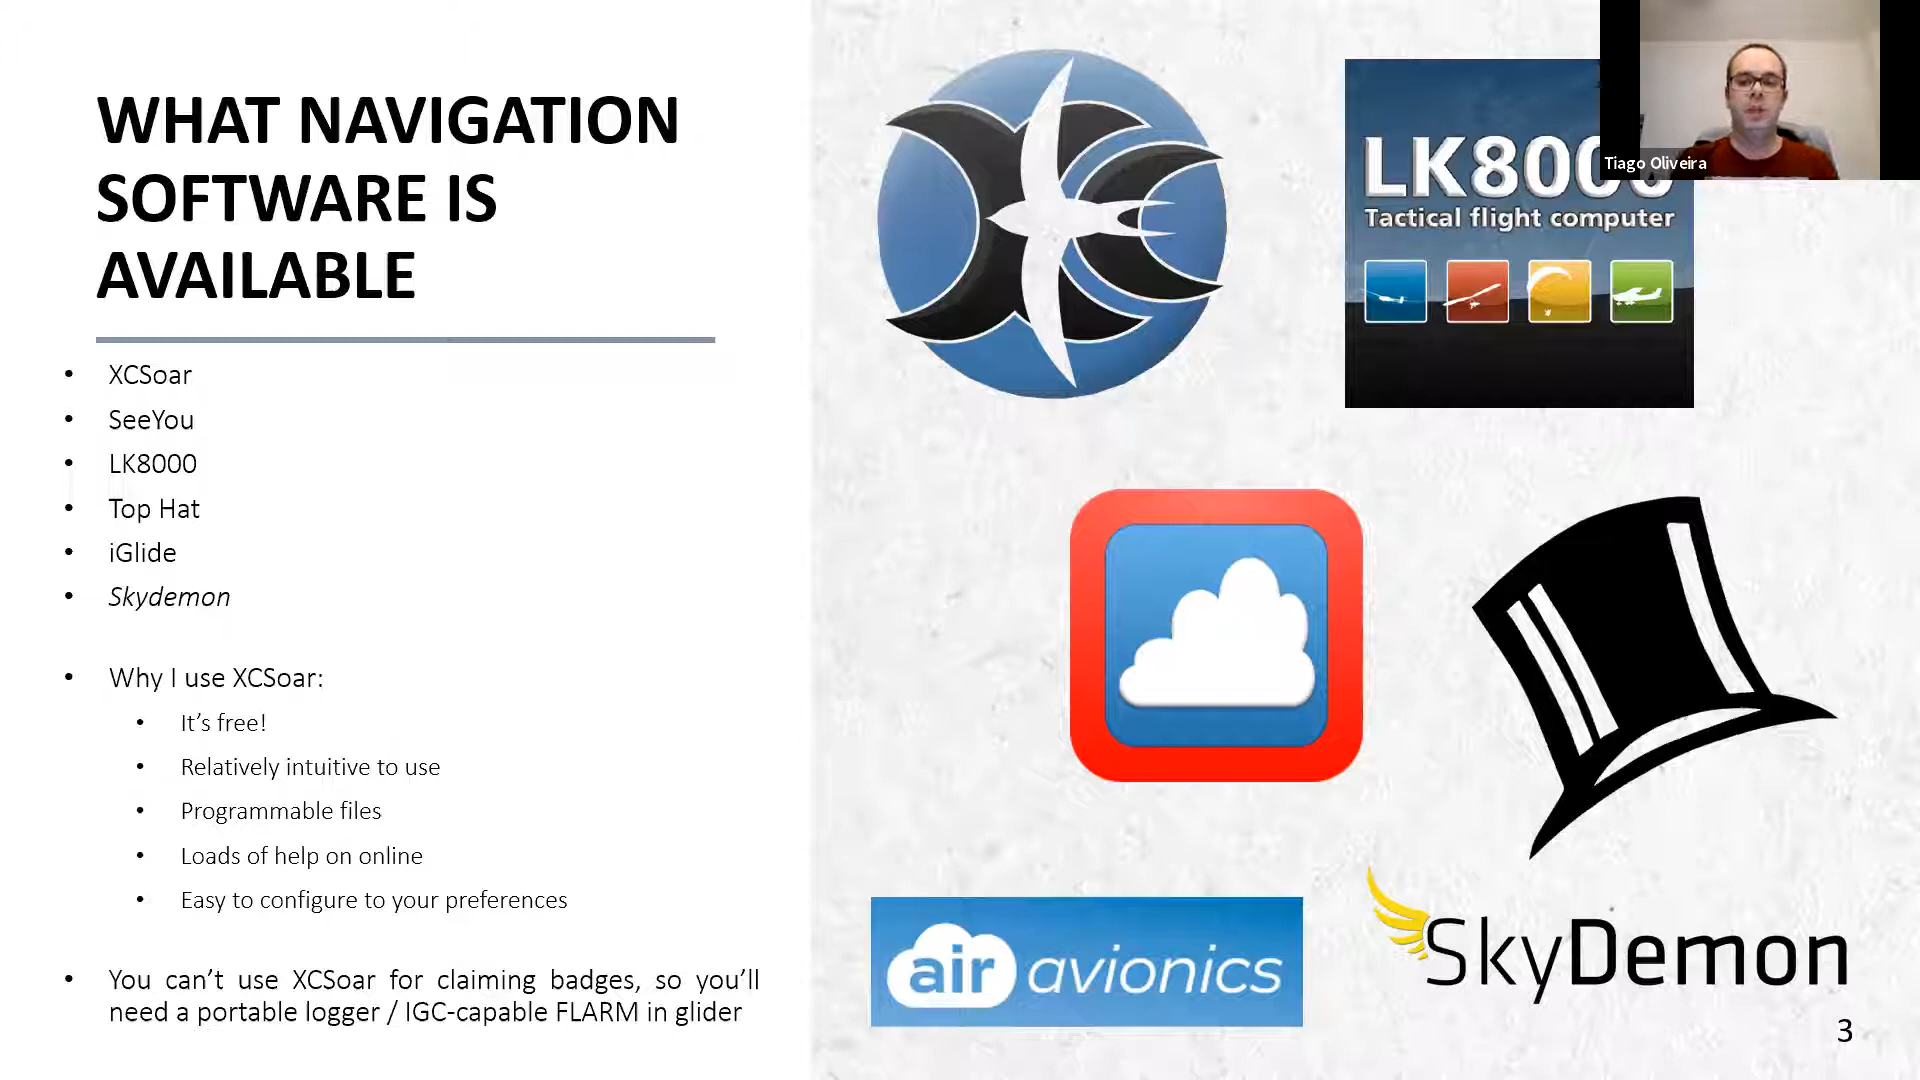 WHAT NAVIGATION
SOFTWARE IS
AVAILABLE
• XCSoar
• SeeYou
• LK8000
• Top Hat
• iGlide
• Skydemon
• Why I use XCSoar:
• It’s free!
• Relatively intuitive to use
• Programmable files
• Loads of help on online
• Easy to configure to your preferences
• You can’t use XCSoar for claiming badges, so you’ll
need a portable logger / IGC-capable FLARM in glider
LK8000
Tactical flight computer
Tiago Oliveira
air avionics
SkyDemon
3